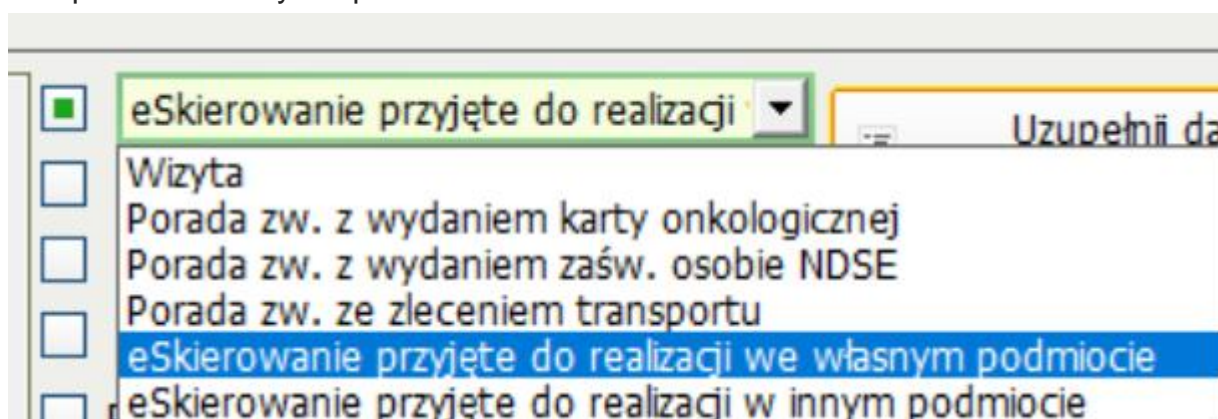 eSkierowanie przyjęte do realizacji
Uzupełnij da
Wizyta
Porada zw. z wydaniem karty onkologicznej
Porada zw. z wydaniem zaśw. osobie NDSE
Porada zw. ze zleceniem transportu
eSkierowanie przyjęte do realizacji we własnym podmiocie
eSkierowanie przyjęte do realizacji w innym podmiocie